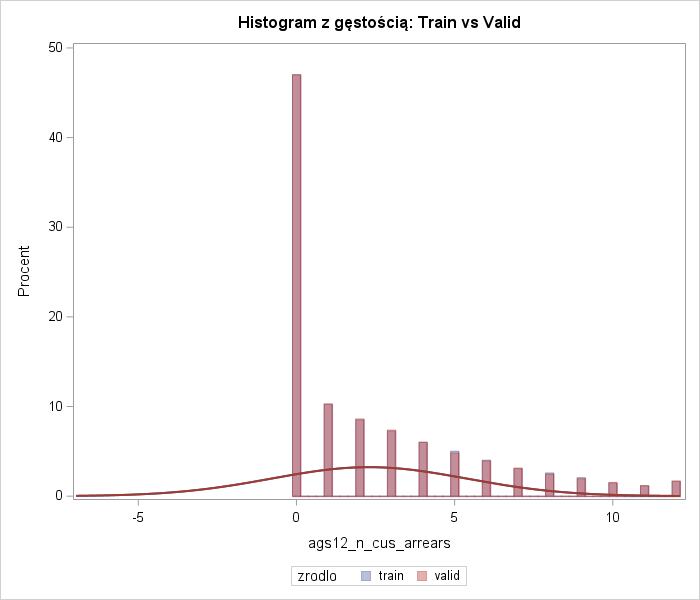 Histogram z gęstością: Train vs Valid
50
40
30
20
10
0
Procent
-5
0
5
10
ags12_n_cus_arrears
zrodlo train valid